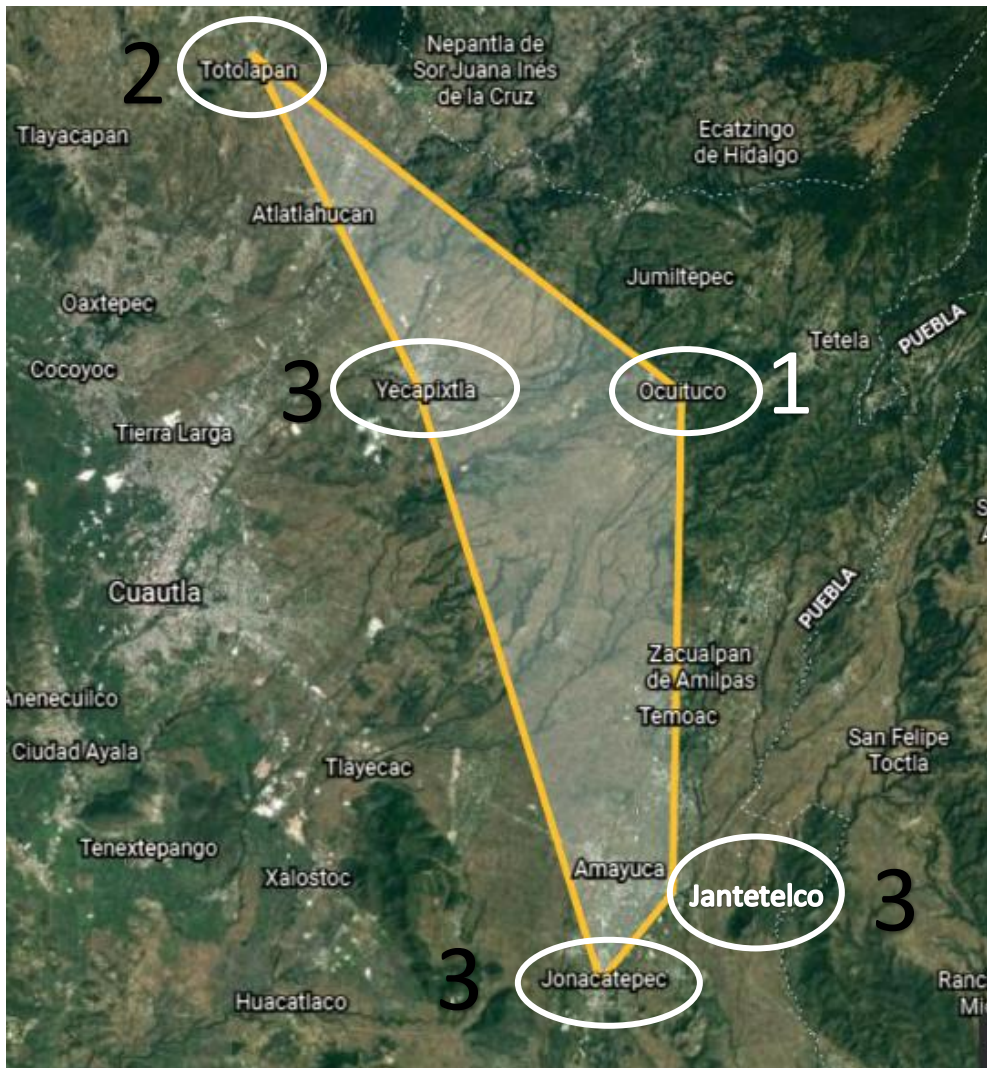 2
Totolapan
Nepantla de
Sor Juana Inés
de la Cruz
Tlayacapan
Ecatzingo
de Hidalgo
Atlatlahucan
Jumiltepec
Oaxtepec
PUEBLA
Tetela
Cocoyoc
3
Yecapixtla
Ocuituco
1
Tierra Larga
Cuautla
PUEBLA
Zacualpan
de Amilpas
Anenecuilco
Temoac
Ciudad Ayala
Tlayecac
San Felipe
Toctla
Tenextepango
Xalostoc
Amayuca
Jantetelco
3
3
Jonacatepec
Huacatlaco
Ranc
Mi